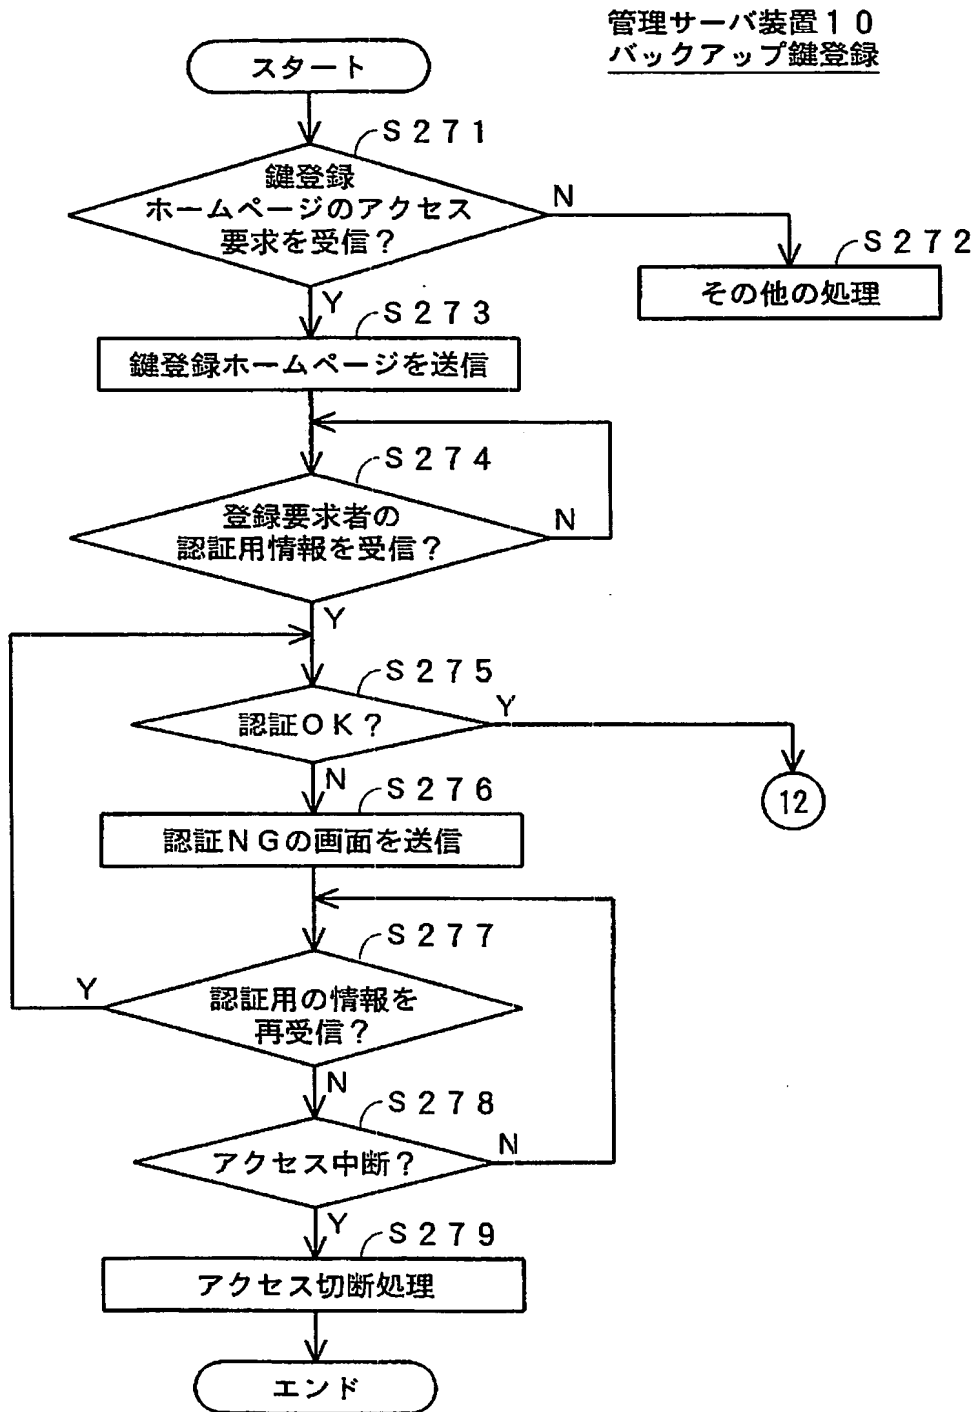 管理サーバ装置１０
バックアップ鍵登録
スタート
S２７１
鍵登録
ホームページのアクセス
要求を受信？
N
S２７２
その他の処理
Y
S２７３
鍵登録ホームページを送信
S２７４
登録要求者の
認証用情報を受信？
N
Y
S２７５
認証ＯＫ？
Y
12
N
S２７６
認証ＮＧの画面を送信
S２７７
Y
認証用の情報を
再受信？
N
S２７８
アクセス中断？
N
Y
S２７９
アクセス切断処理
エンド